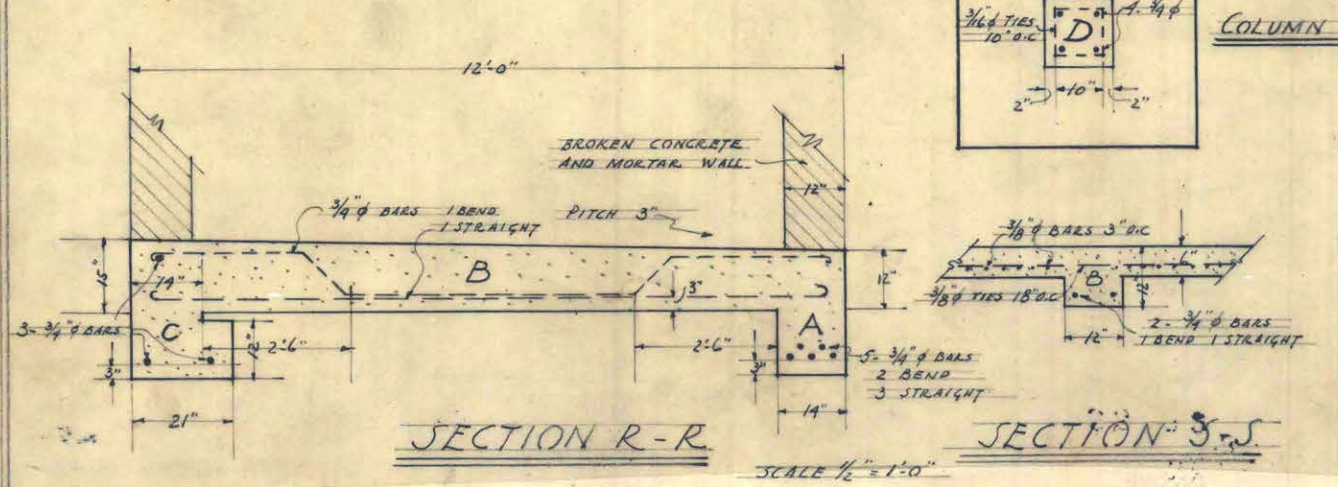 3/16" ϕ TIES
10" O.C
D
4- 3/4 ϕ
COLUMN
2"
10"
2"
12'-0"
BROKEN CONCRETE
AND MORTAR WALL
12"
3/4" ϕ BARS 1 BEND
1 STRAIGHT
PITCH 3"
15"
14"
B
3"
12"
3- 3/4" ϕ BARS
C
12"
2'-6"
2'-6"
A
3"
3"
5- 3/4" ϕ BARS
2 BEND
3 STRAIGHT
21"
14"
SECTION R-R
3/8" ϕ BARS 3" O.C
6"
B
12"
3/8" ϕ TIES 18" O.C
2- 3/4" ϕ BARS
1 BEND 1 STRAIGHT
12"
SECTION S-S
SCALE 1/2" = 1'-0"